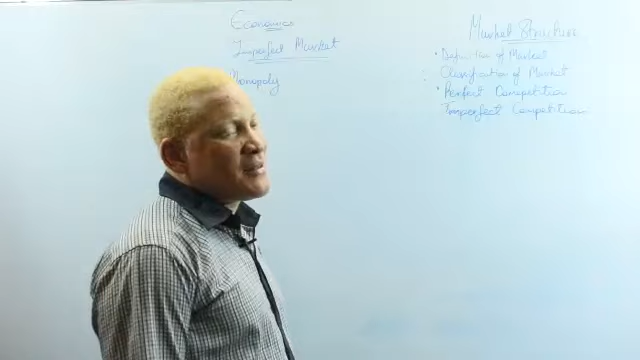 Economics
Imperfect Market
Monopoly
Market Structure
• Definition of Market
: Classification of Market
• Perfect Competition
Imperfect Competition